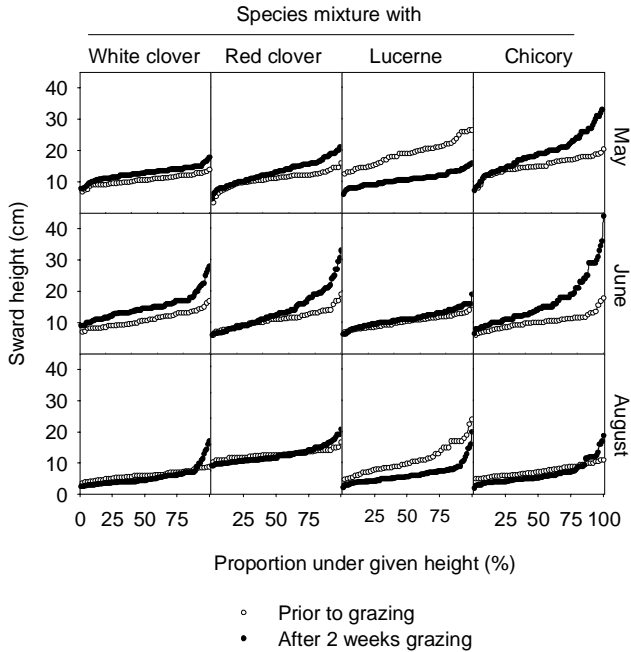 Species mixture with
White clover Red clover Lucerne Chicory
40
30
20
10
May
40
30
20
10
June
Sward height (cm)
40
30
20
10
0
August
0 25 50 75 25 50 75 25 50 75 25 50 75 100
Proportion under given height (%)
Prior to grazing
After 2 weeks grazing